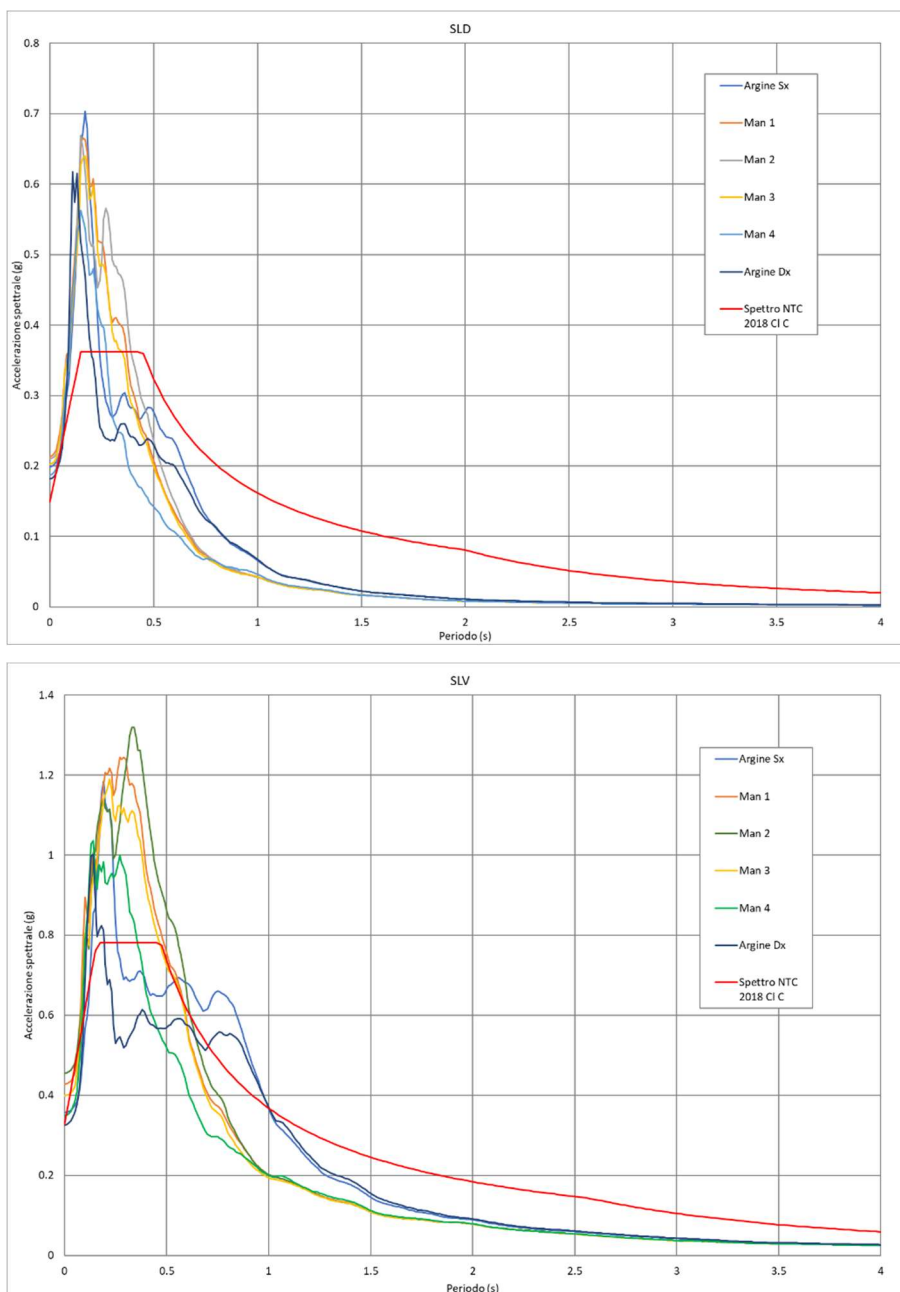 SLD
0.8
0.7
0.6
0.5
0.4
0.3
0.2
0.1
0
Accelerazione spettrale (g)
Argine Sx
Man 1
Man 2
Man 3
Man 4
Argine Dx
Spettro NTC
2018 Cl C
0 0.5 1 1.5 2 2.5 3 3.5 4
Periodo (s)
SLV
1.4
1.2
1
0.8
0.6
0.4
0.2
0
Accelerazione spettrale (g)
Argine Sx
Man 1
Man 2
Man 3
Man 4
Argine Dx
Spettro NTC
2018 Cl C
0 0.5 1 1.5 2 2.5 3 3.5 4
Periodo (s)